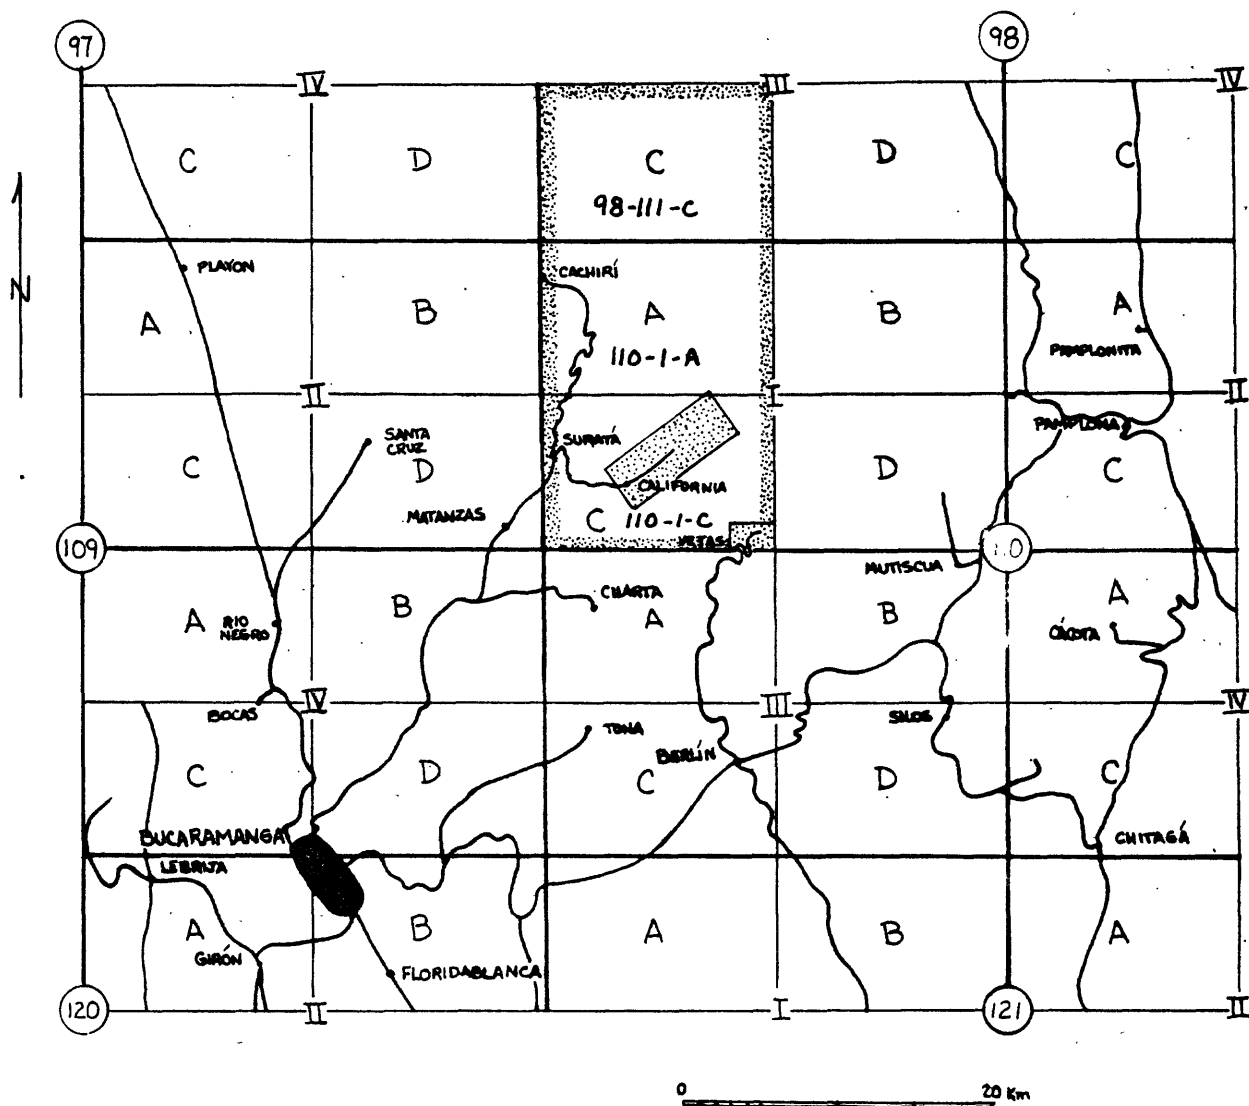 97
98
IV
III
IV
C
D
C
D
C
98-111-C
N
PLAYON
CACHIRÍ
A
B
A
B
A
110-1-A
PAMPLONITA
II
I
II
SANTA
CRUZ
SURATÁ
PAMPLONA
C
D
D
C
CALIFORNIA
MATANZAS
C 110-1-C
VETAS
109
110
MUTISCUA
CHARTA
A
RIO
NEGRO
B
A
B
A
CÁCOTA
BOCAS
IV
III
SILOS
IV
TONA
BERLÍN
C
D
C
D
C
BUCARAMANGA
CHITAGÁ
LEBRIJA
A
B
A
B
A
GIRÓN
FLORIDABLANCA
120
II
I
121
II
0
20 Km